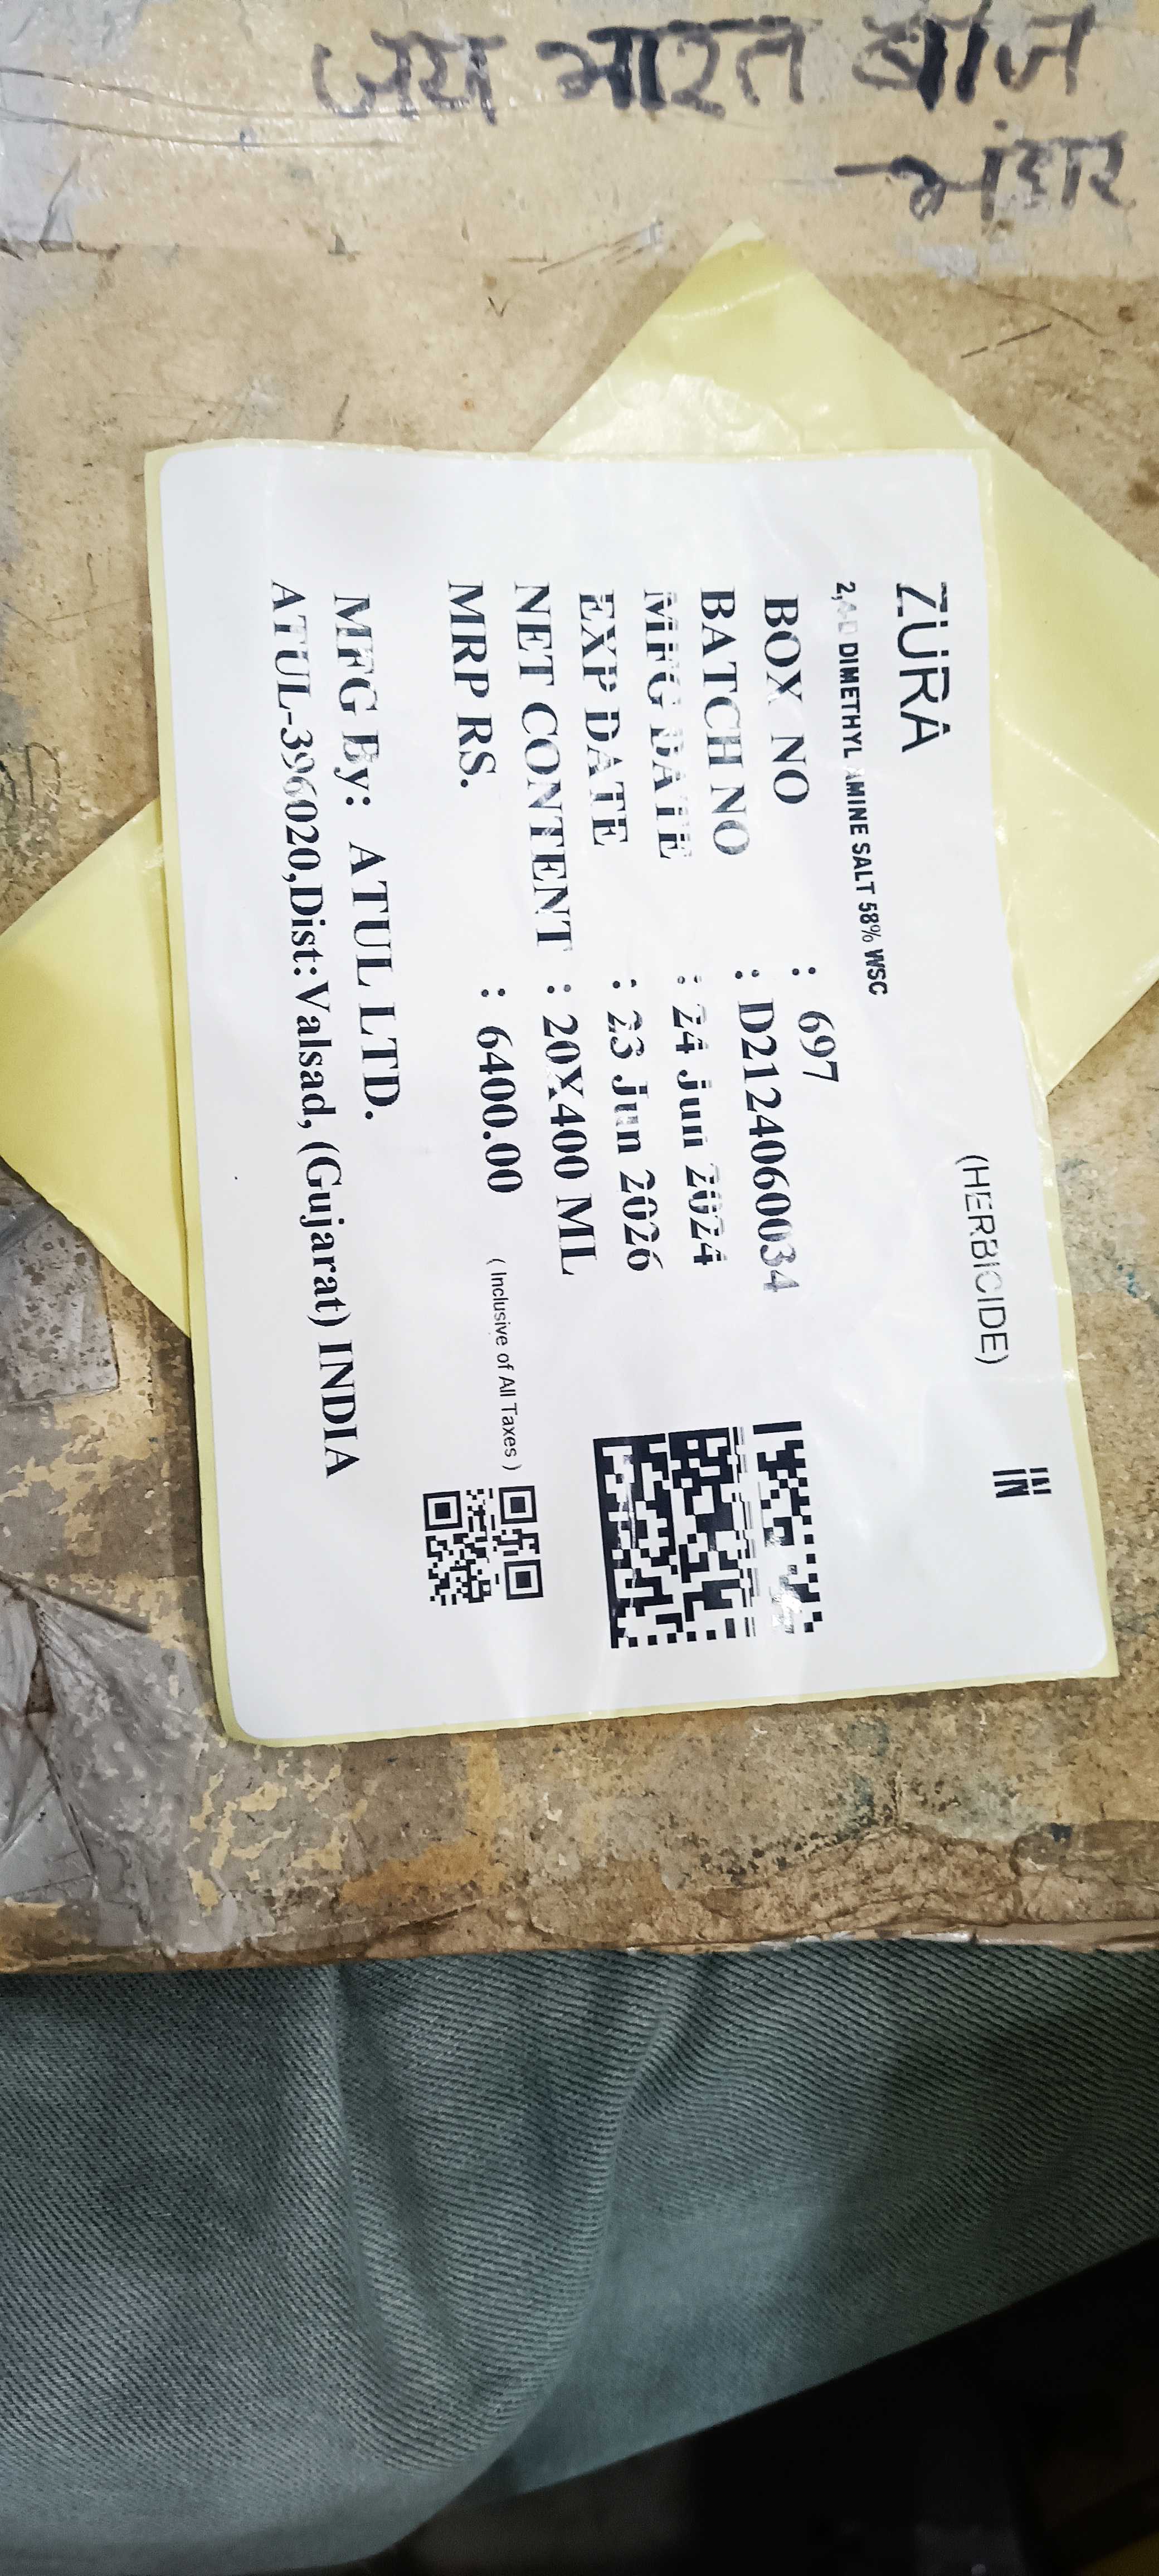 जय भारत बीज
भंडार
ZURA
(HERBICIDE)
IN
IN
2,4-D DIMETHYL AMINE SALT 58% WSC
BOX NO : 697
BATCH NO : D2124060034
MFG DATE : 24 Jun 2024
EXP DATE : 23 Jun 2026
NET CONTENT : 20X400 ML
MRP RS. : 6400.00 ( Inclusive of All Taxes )
MFG By: ATUL LTD.
ATUL-396020,Dist:Valsad, (Gujarat) INDIA